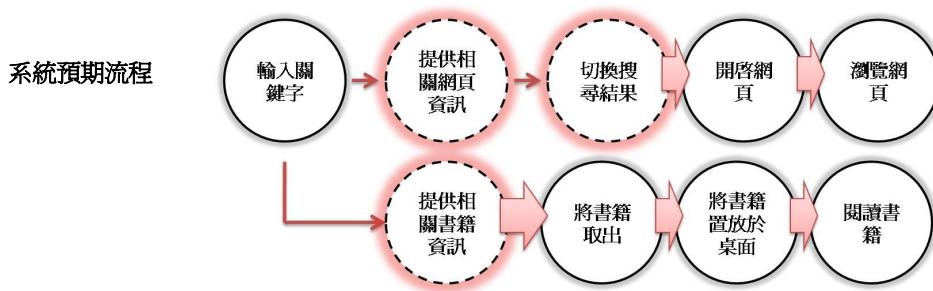 系統預期流程
輸入關
鍵字
提供相
關網頁
資訊
切換搜
尋結果
開啓網
頁
瀏覽網
頁
提供相
關書籍
資訊
將書籍
取出
將書籍
置放於
桌面
閱讀書
籍